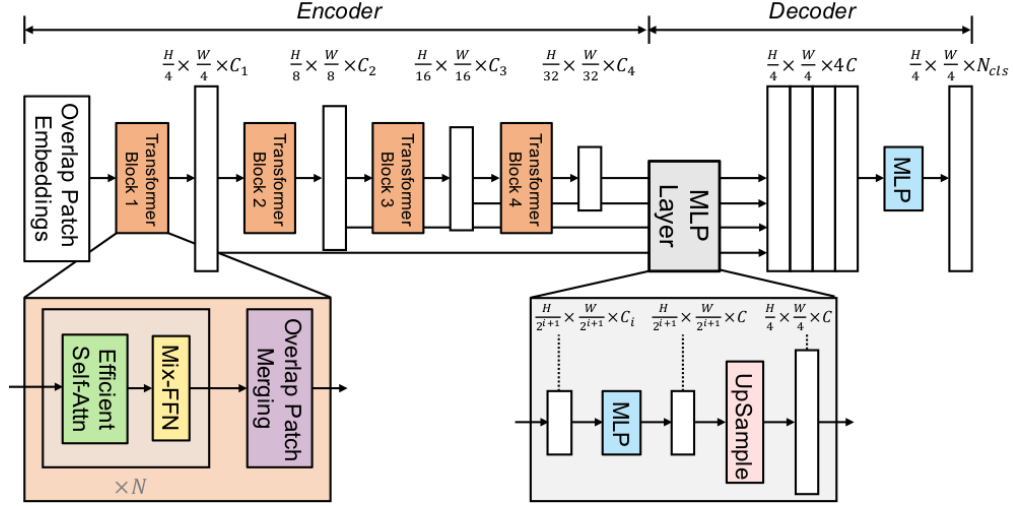 Encoder
Decoder
H/4 × W/4 × C₁
H/8 × W/8 × C₂
H/16 × W/16 × C₃
H/32 × W/32 × C₄
H/4 × W/4 × 4C
H/4 × W/4 × N_cls
Overlap Patch
Embeddings
Transformer
Block 1
Transformer
Block 2
Transformer
Block 3
Transformer
Block 4
MLP
Layer
MLP
Efficient
Self-Attn
Mix-FFN
Overlap Patch
Merging
×N
H/2^{i+1} × W/2^{i+1} × C_i
H/2^{i+1} × W/2^{i+1} × C
H/4 × W/4 × C
MLP
UpSample